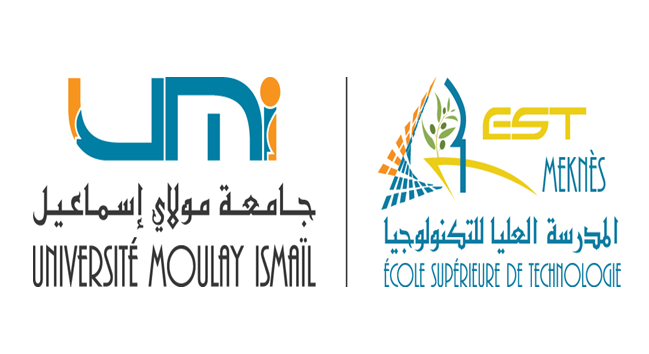 UMi
جامعة مولاي إسماعيل
UNIVERSITÉ MOULAY ISMAÏL
EST
MEKNÈS
المدرسة العليا للتكنولوجيا
ÉCOLE SUPÉRIEURE DE TECHNOLOGIE